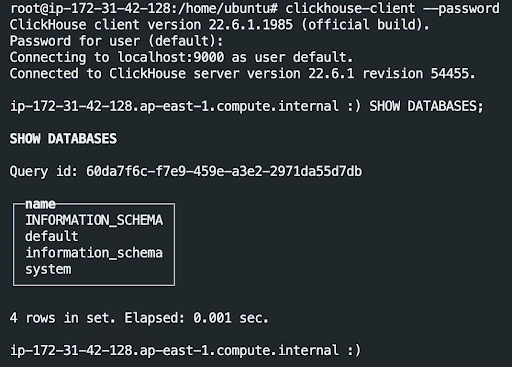 root@ip-172-31-42-128:/home/ubuntu# clickhouse-client --password
ClickHouse client version 22.6.1.1985 (official build).
Password for user (default):
Connecting to localhost:9000 as user default.
Connected to ClickHouse server version 22.6.1 revision 54455.
ip-172-31-42-128.ap-east-1.compute.internal :) SHOW DATABASES;
SHOW DATABASES
Query id: 60da7f6c-f7e9-459e-a3e2-2971da55d7db
name
INFORMATION_SCHEMA
default
information_schema
system
4 rows in set. Elapsed: 0.001 sec.
ip-172-31-42-128.ap-east-1.compute.internal :)